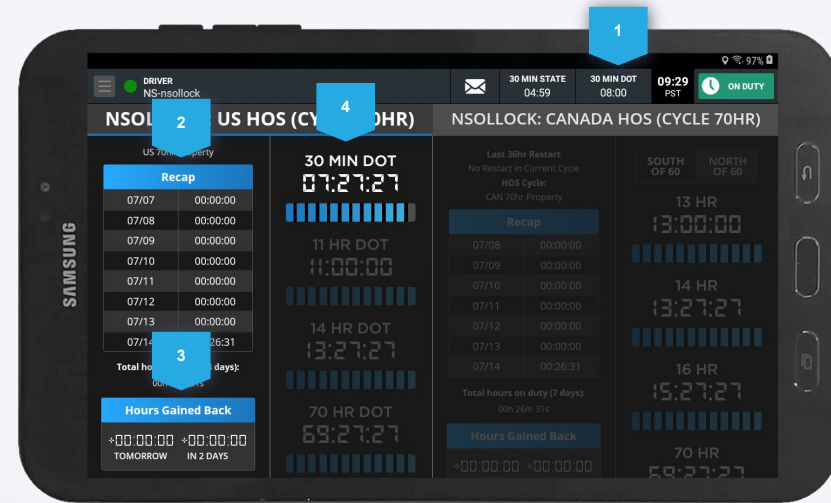 1
97%
DRIVER
NS-nsollock
30 MIN STATE
04:59
30 MIN DOT
08:00
09:29
PST
ON DUTY
4
2
US HOS
HR)
NSOLLOCK: CANADA HOS (CYCLE 70HR)
Recap
07/07 00:00:00
07/08 00:00:00
07/09 00:00:00
07/10 00:00:00
07/11 00:00:00
07/12 00:00:00
07/13 00:00:00
07/14 26:31
3
days):
Hours Gained Back
+00:00:00 +00:00:00
TOMORROW IN 2 DAYS
30 MIN DOT
07:27:27
11 HR DOT
11:00:00
14 HR DOT
13:27:27
70 HR DOT
69:27:27
Last 36hr Restart
No Restart in Current Cycle
HOS Cycle:
CAN 70hr Property
Recap
07/08 00:00:00
07/09 00:00:00
07/10 00:00:00
07/11 00:00:00
07/12 00:00:00
07/13 00:00:00
07/14 00:26:31
Total hours on duty (7 days):
00h 26m 31s
Hours Gained Back
+00:00:00 +00:00:00
SOUTH OF 60
NORTH OF 60
13 HR
13:00:00
14 HR
13:27:27
16 HR
15:27:27
70 HR
69:27:27
SAMSUNG